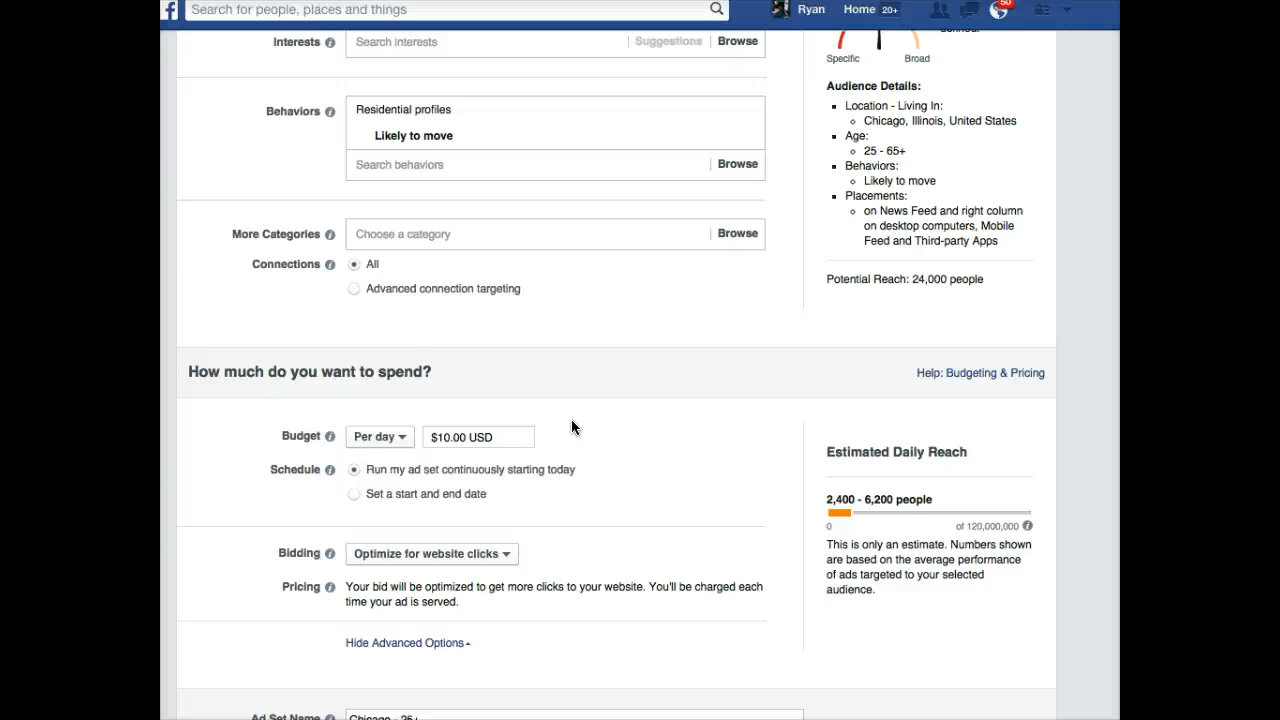 f Search for people, places and things Ryan Home 20+ 50
Interests Search interests Suggestions Browse
Specific Broad
Audience Details:
Location - Living In:
Chicago, Illinois, United States
Age:
25 - 65+
Behaviors:
Likely to move
Placements:
on News Feed and right column
on desktop computers, Mobile
Feed and Third-party Apps
Potential Reach: 24,000 people
Behaviors Residential profiles
Likely to move
Search behaviors Browse
More Categories Choose a category Browse
Connections All
Advanced connection targeting
How much do you want to spend? Help: Budgeting & Pricing
Budget Per day $10.00 USD
Schedule Run my ad set continuously starting today
Set a start and end date
Bidding Optimize for website clicks
Pricing Your bid will be optimized to get more clicks to your website. You'll be charged each
time your ad is served.
Hide Advanced Options
Estimated Daily Reach
2,400 - 6,200 people
0 of 120,000,000
This is only an estimate. Numbers shown
are based on the average performance
of ads targeted to your selected
audience.
Ad Set Name Chicago - 25+